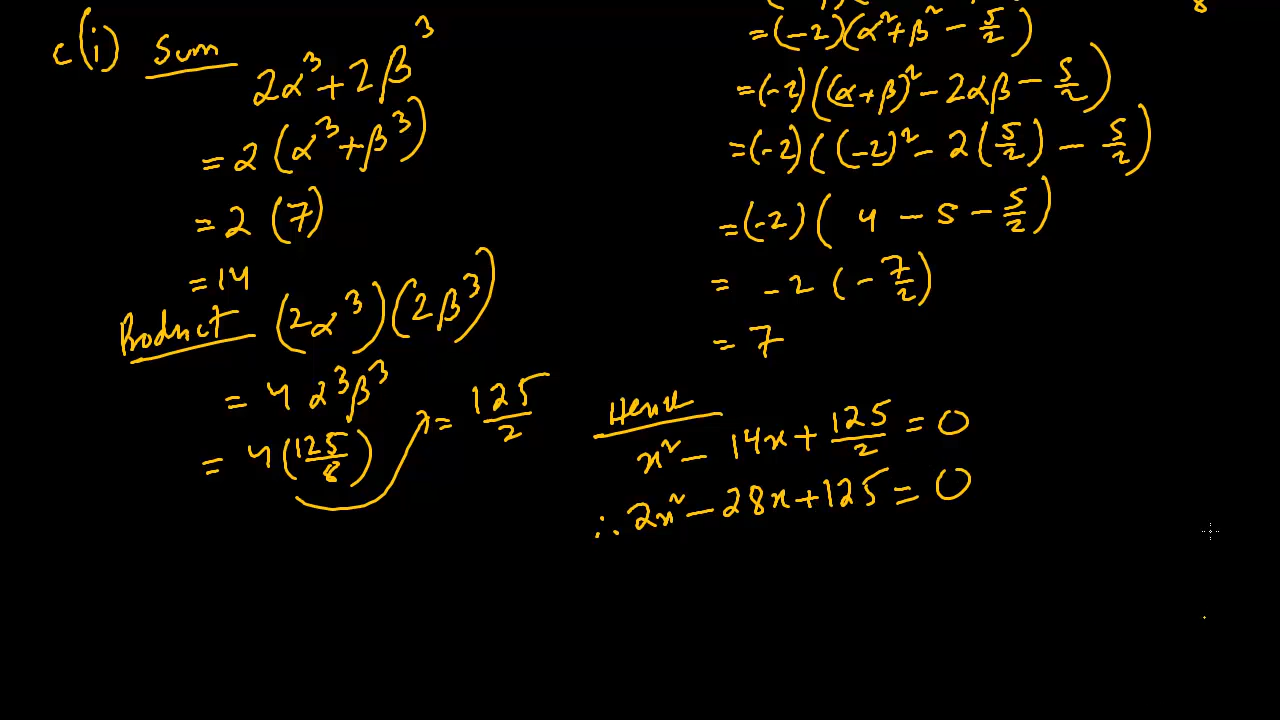 c(i) Sum
2α³+2β³
=2(α³+β³)
=2(7)
=14
Product (2α³)(2β³)
=4α³β³
=4(125/8)
=125/2
=(-2)(α²+β²-5/2)
=(-2)((α+β)²-2αβ-5/2)
=(-2)((-2)²-2(5/2)-5/2)
=(-2)(4-5-5/2)
=-2(-7/2)
=7
Hence
x²-14x+125/2=0
∴2x²-28x+125=0